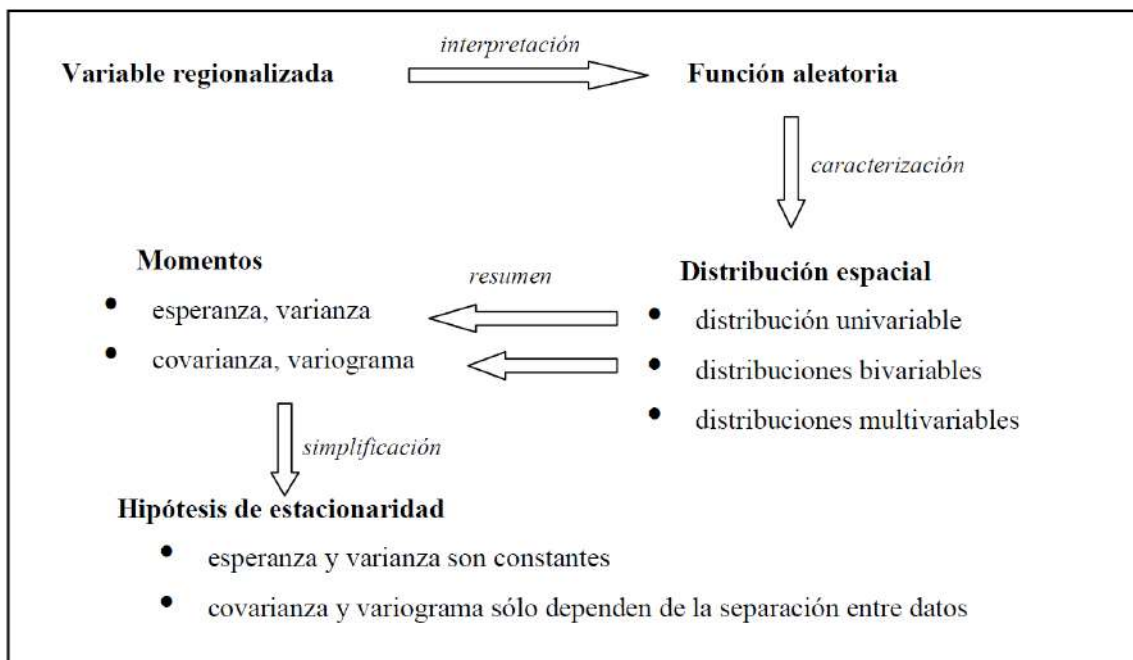 interpretación
Variable regionalizada
Función aleatoria
caracterización
Distribución espacial
• distribución univariable
• distribuciones bivariables
• distribuciones multivariables
resumen
Momentos
• esperanza, varianza
• covarianza, variograma
simplificación
Hipótesis de estacionaridad
• esperanza y varianza son constantes
• covarianza y variograma sólo dependen de la separación entre datos